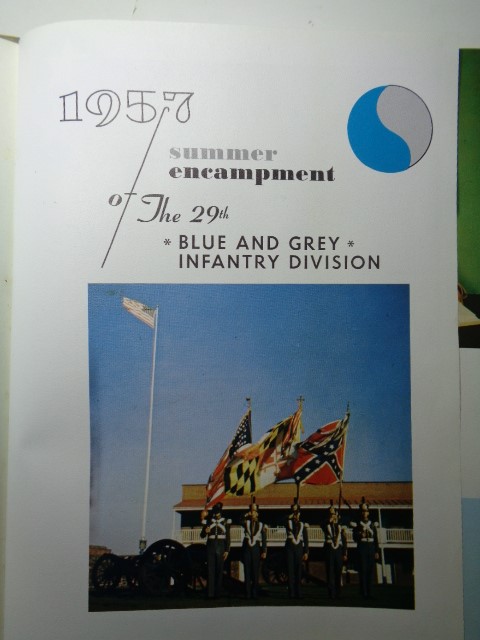 1957
summer
encampment
of The 29th
* BLUE AND GREY *
INFANTRY DIVISION